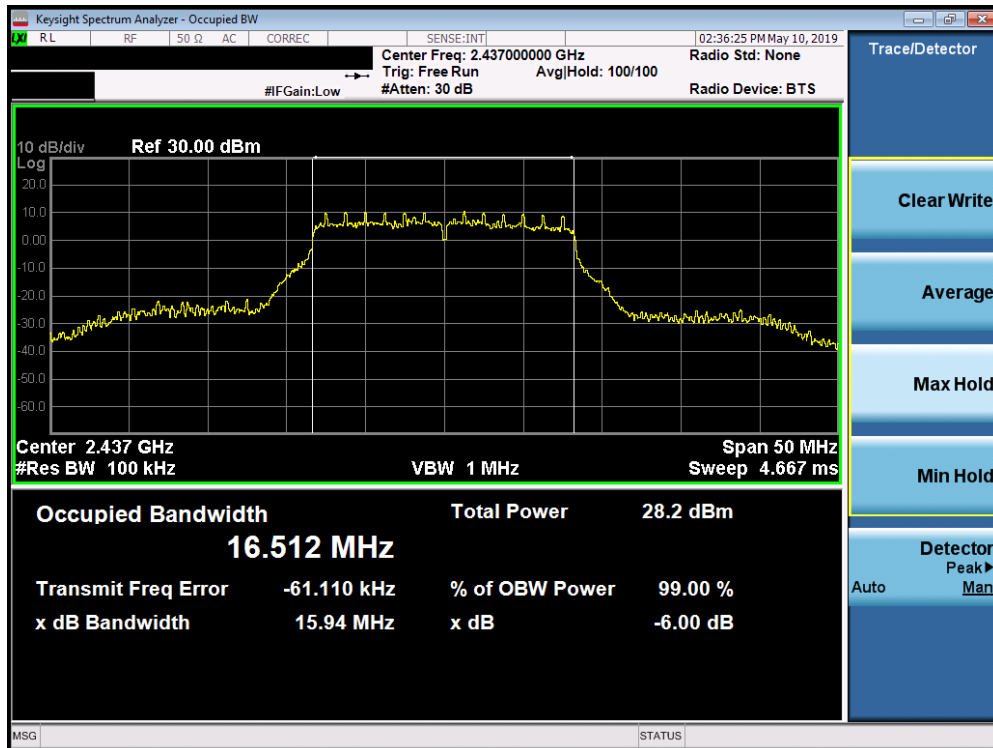 Keysight Spectrum Analyzer - Occupied BW
LXI RL RF 50 Ω AC CORREC SENSE:INT 02:36:25 PM May 10, 2019
Center Freq: 2.437000000 GHz Radio Std: None
Trig: Free Run Avg|Hold: 100/100
#IFGain:Low #Atten: 30 dB Radio Device: BTS
10 dB/div Ref 30.00 dBm
Log
20.0
10.0
0.00
-10.0
-20.0
-30.0
-40.0
-50.0
-60.0
Center 2.437 GHz Span 50 MHz
#Res BW 100 kHz VBW 1 MHz Sweep 4.667 ms
Occupied Bandwidth Total Power 28.2 dBm
16.512 MHz
Transmit Freq Error -61.110 kHz % of OBW Power 99.00 %
x dB Bandwidth 15.94 MHz x dB -6.00 dB
Trace/Detector
Clear Write
Average
Max Hold
Min Hold
Detector
Peak
Auto Man
MSG STATUS